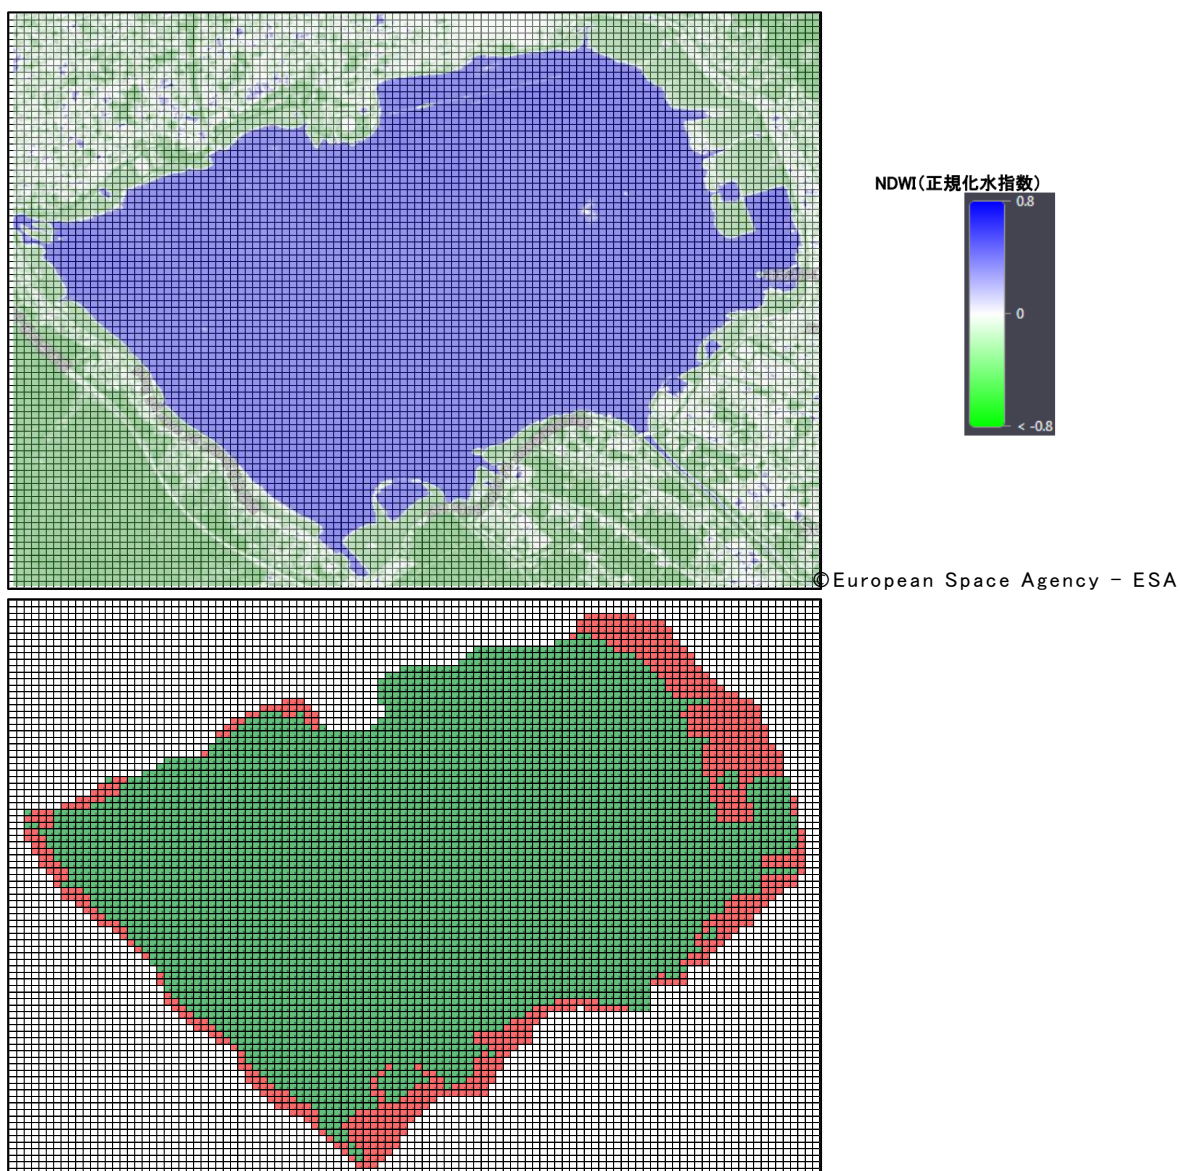 NDWI(正規化水指数)
0.8
0
< -0.8
©European Space Agency – ESA